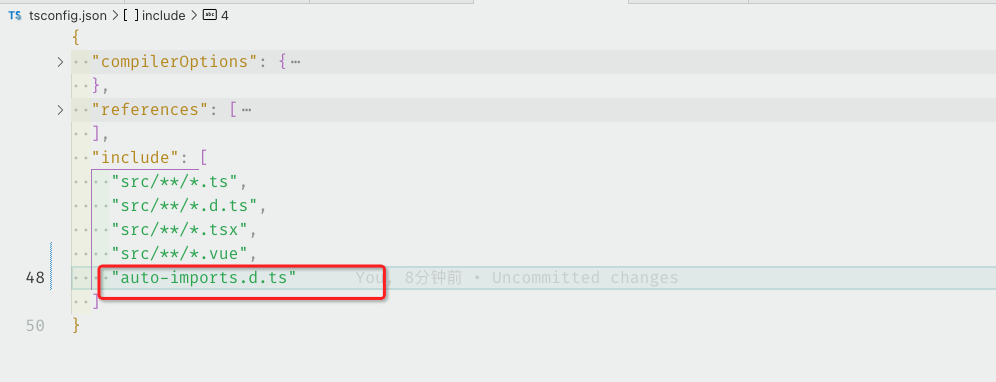 TS tsconfig.json > [ ] include > abc 4
{
"compilerOptions": { ⋯
},
"references": [ ⋯
],
"include": [
"src/**/*.ts",
"src/**/*.d.ts",
"src/**/*.tsx",
"src/**/*.vue",
48 "auto-imports.d.ts" You, 8分钟前 • Uncommitted changes
]
50 }